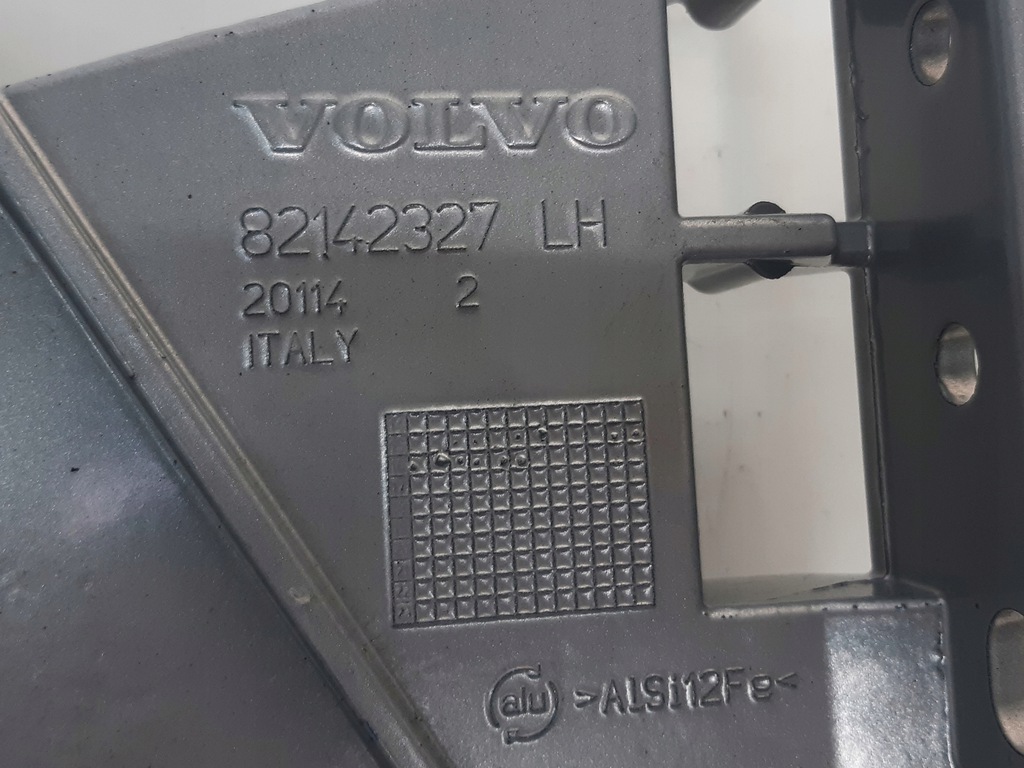 VOLVO
82142327 LH
20114 2
ITALY
alu >AlSi12Fe<